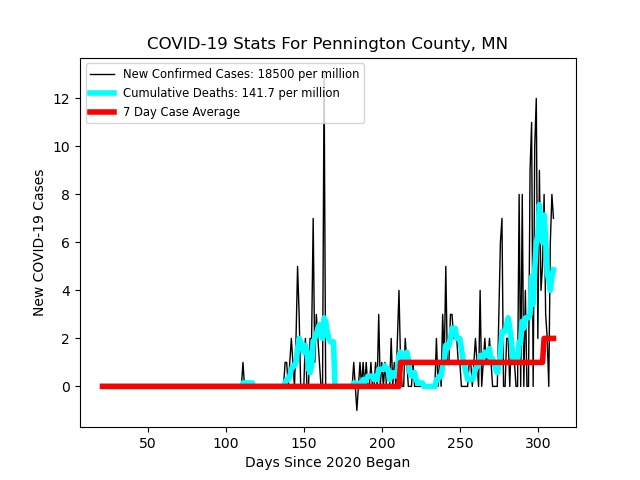 COVID-19 Stats For Pennington County, MN
New Confirmed Cases: 18500 per million
Cumulative Deaths: 141.7 per million
7 Day Case Average
New COVID-19 Cases
12
10
8
6
4
2
0
50
100
150
200
250
300
Days Since 2020 Began